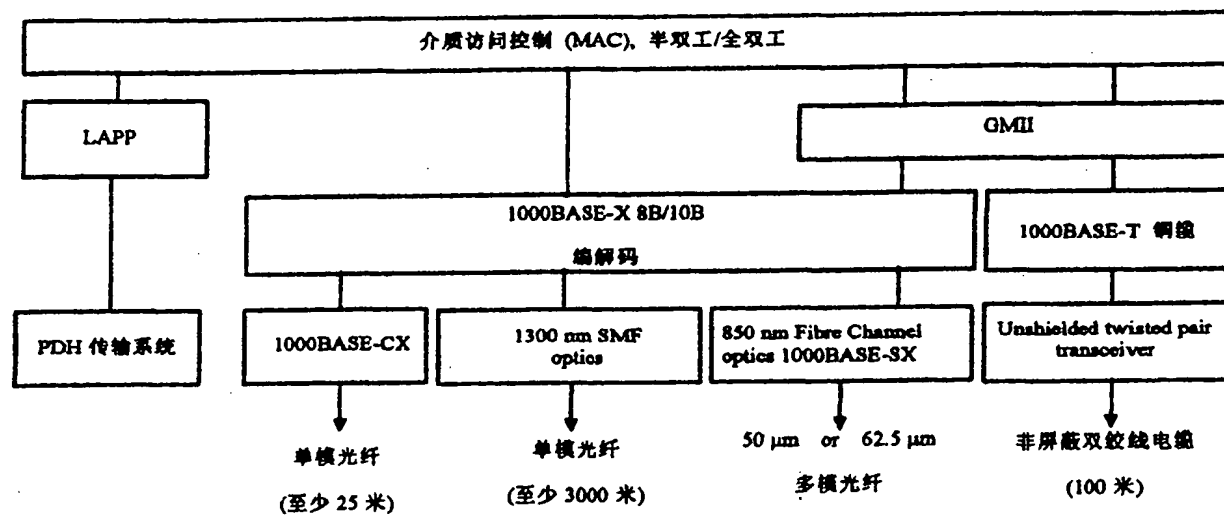 介质访问控制 (MAC), 半双工/全双工
LAPP
GMII
1000BASE-X 8B/10B
编解码
1000BASE-T 铜缆
PDH 传输系统
1000BASE-CX
1300 nm SMF
optics
850 nm Fibre Channel
optics 1000BASE-SX
Unshielded twisted pair
transceiver
单模光纤
(至少 25 米)
单模光纤
(至少 3000 米)
50 μm or 62.5 μm
多模光纤
非屏蔽双绞线电缆
(100 米)